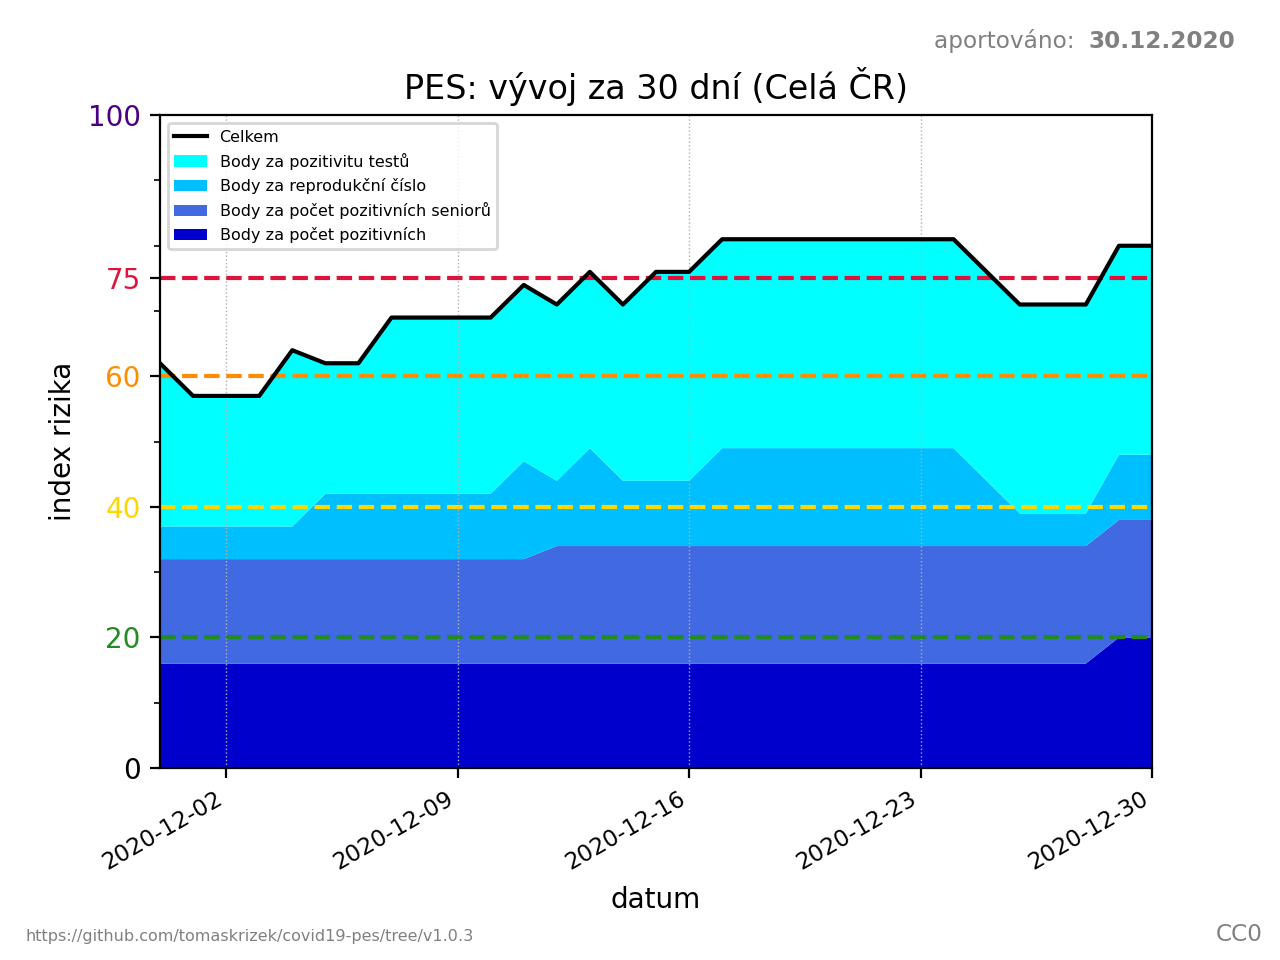 aportováno: 30.12.2020
PES: vývoj za 30 dní (Celá ČR)
100
75
60
40
20
0
index rizika
Celkem
Body za pozitivitu testů
Body za reprodukční číslo
Body za počet pozitivních seniorů
Body za počet pozitivních
2020-12-02
2020-12-09
2020-12-16
2020-12-23
2020-12-30
datum
https://github.com/tomaskrizek/covid19-pes/tree/v1.0.3
CC0